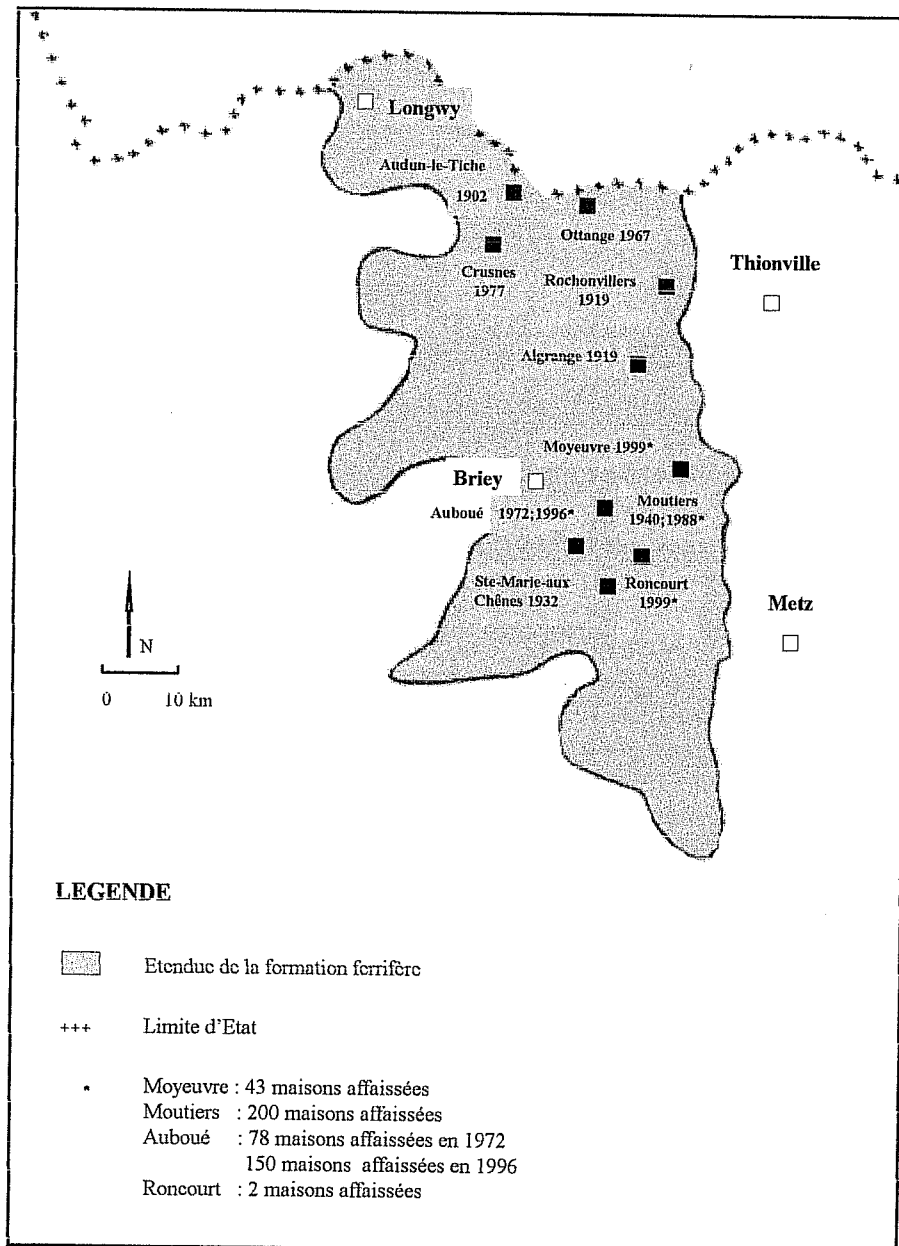 Longwy
Audun-le-Tiche
1902
Ottange 1967
Crusnes
1977
Rochonvillers
1919
Thionville
Algrange 1919
Moyeuvre 1999*
Briey
Auboué 1972;1996*
Moutiers
1940;1988*
Ste-Marie-aux
Chênes 1932
Roncourt
1999*
Metz
N
0 10 km
LEGENDE
Etendue de la formation ferrifère
+++ Limite d'Etat
* Moyeuvre : 43 maisons affaissées
Moutiers : 200 maisons affaissées
Auboué : 78 maisons affaissées en 1972
150 maisons affaissées en 1996
Roncourt : 2 maisons affaissées